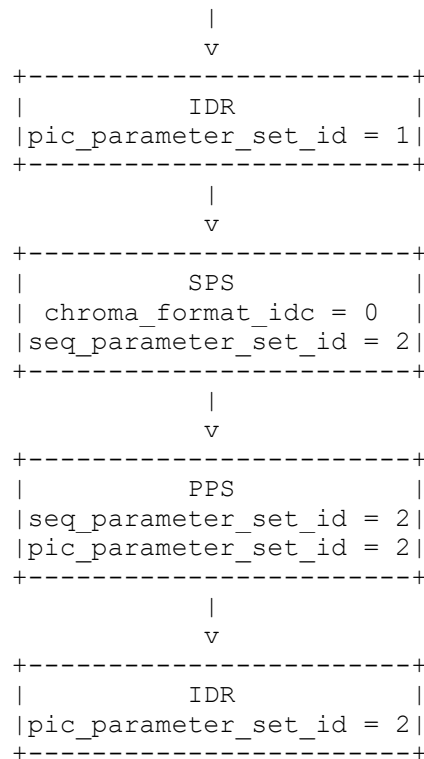 |
v
+-------------------------+
| IDR |
|pic_parameter_set_id = 1|
+-------------------------+
|
v
+-------------------------+
| SPS |
| chroma_format_idc = 0 |
|seq_parameter_set_id = 2|
+-------------------------+
|
v
+-------------------------+
| PPS |
|seq_parameter_set_id = 2|
|pic_parameter_set_id = 2|
+-------------------------+
|
v
+-------------------------+
| IDR |
|pic_parameter_set_id = 2|
+-------------------------+